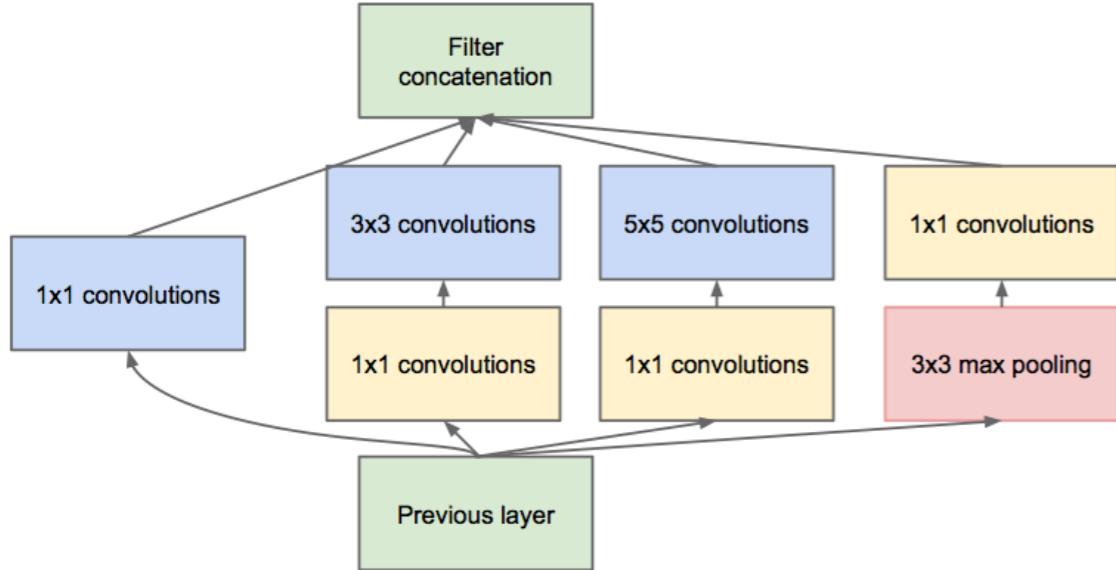 Filter
concatenation
3x3 convolutions
5x5 convolutions
1x1 convolutions
1x1 convolutions
1x1 convolutions
1x1 convolutions
3x3 max pooling
Previous layer